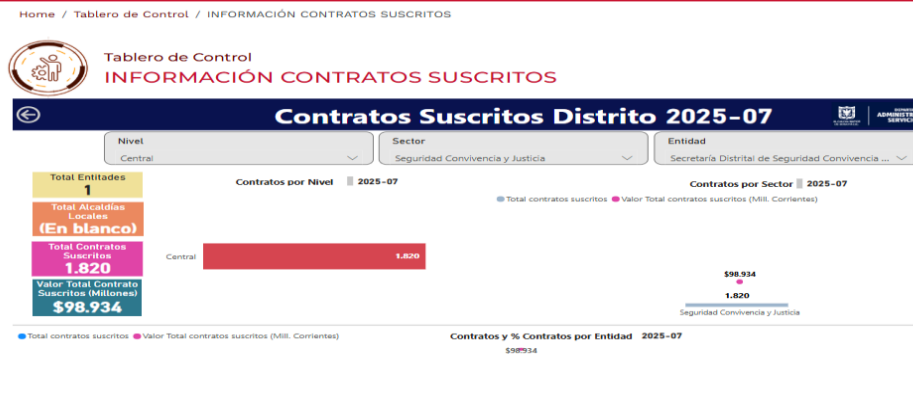 Home / Tablero de Control / INFORMACIÓN CONTRATOS SUSCRITOS
Tablero de Control
INFORMACIÓN CONTRATOS SUSCRITOS
Contratos Suscritos Distrito 2025-07
Nivel
Central
Sector
Seguridad Convivencia y Justicia
Entidad
Secretaría Distrital de Seguridad Convivencia ...
Total Entitades
1
Total Alcaldías
Locales
(En blanco)
Total Contratos
Suscritos
1.820
Valor Total Contrato
Suscritos (Millones)
$98.934
Contratos por Nivel 2025-07
Central 1.820
Contratos por Sector 2025-07
Total contratos suscritos Valor Total contratos suscritos (Mill. Corrientes)
$98.934
1.820
Seguridad Convivencia y Justicia
Total contratos suscritos Valor Total contratos suscritos (Mill. Corrientes)
Contratos y % Contratos por Entidad 2025-07
$98.934